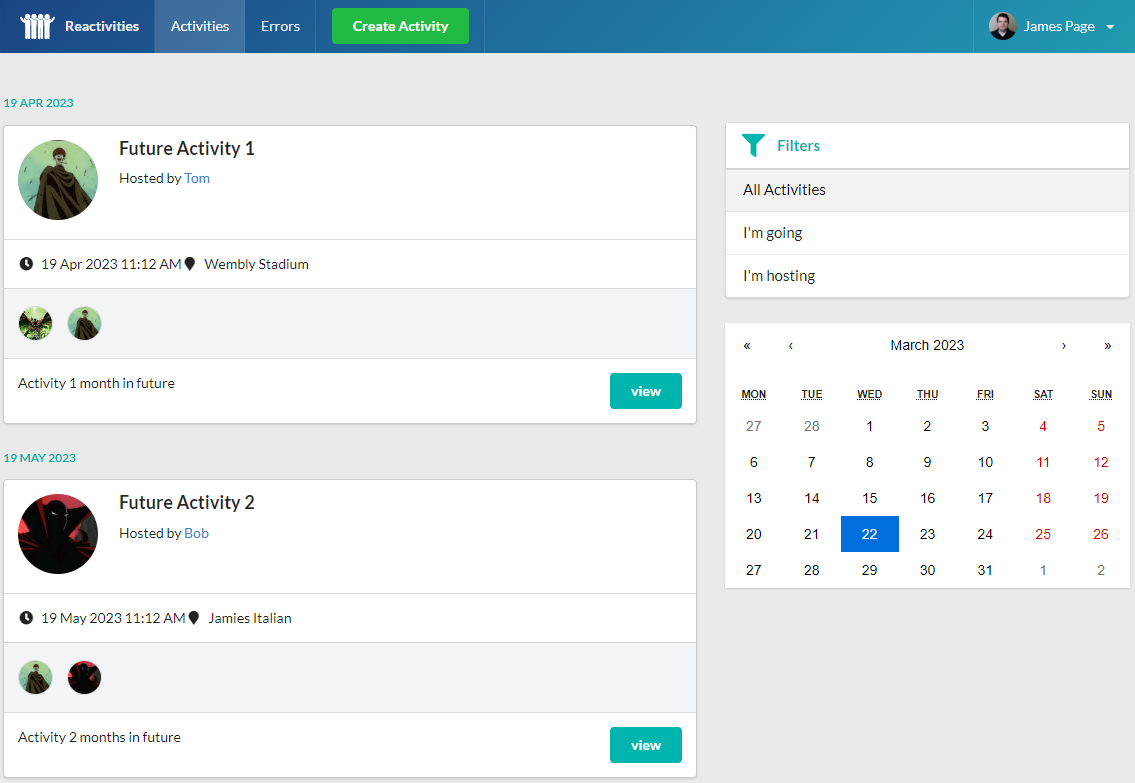 Reactivities Activities Errors Create Activity James Page
19 APR 2023
Future Activity 1
Hosted by Tom
19 Apr 2023 11:12 AM Wembly Stadium
Activity 1 month in future
view
19 MAY 2023
Future Activity 2
Hosted by Bob
19 May 2023 11:12 AM Jamies Italian
Activity 2 months in future
view
Filters
All Activities
I'm going
I'm hosting
« ‹ March 2023 › »
MON TUE WED THU FRI SAT SUN
27 28 1 2 3 4 5
6 7 8 9 10 11 12
13 14 15 16 17 18 19
20 21 22 23 24 25 26
27 28 29 30 31 1 2